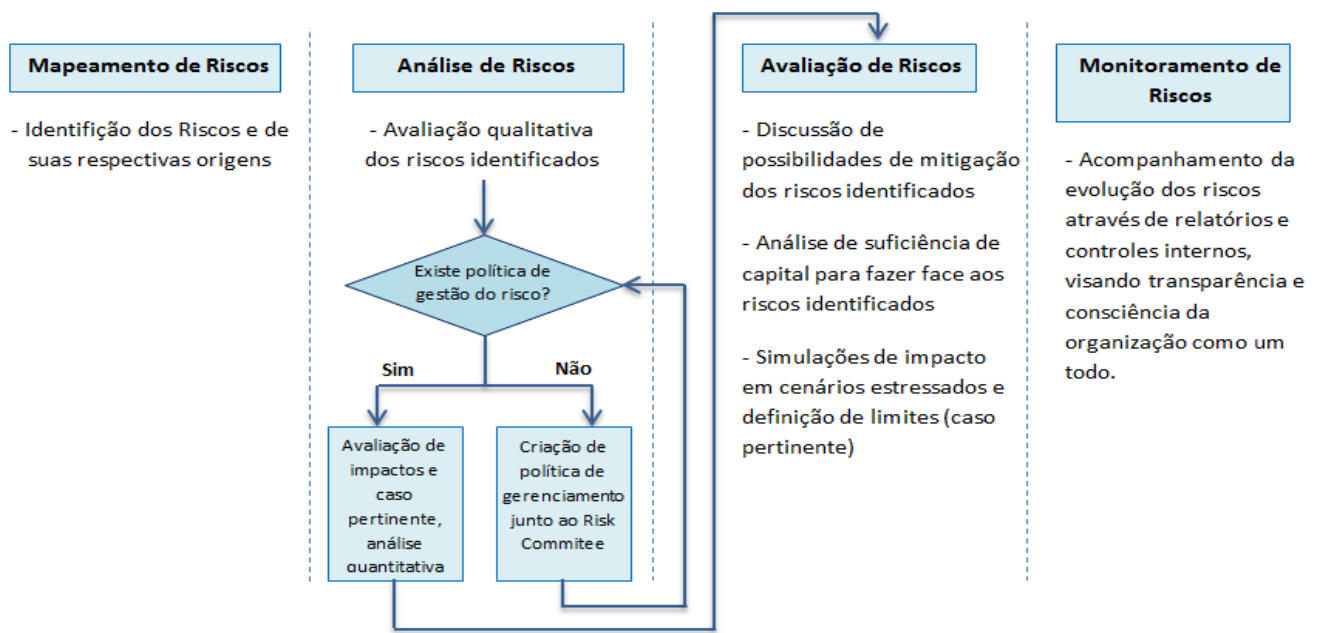 Mapeamento de Riscos
- Identifição dos Riscos e de
suas respectivas origens
Análise de Riscos
- Avaliação qualitativa
dos riscos identificados
Existe política de
gestão do risco?
Sim
Não
Avaliação de
impactos e
caso
pertinente,
análise
quantitativa
Criação de
política de
gerenciamento
junto ao Risk
Commitee
Avaliação de Riscos
- Discussão de
possibilidades de mitigação
dos riscos identificados
- Análise de suficiência de
capital para fazer face aos
riscos identificados
- Simulações de impacto
em cenários estressados e
definição de limites (caso
pertinente)
Monitoramento de
Riscos
- Acompanhamento da
evolução dos riscos
através de relatórios e
controles internos,
visando transparência e
consciência da
organização como um
todo.